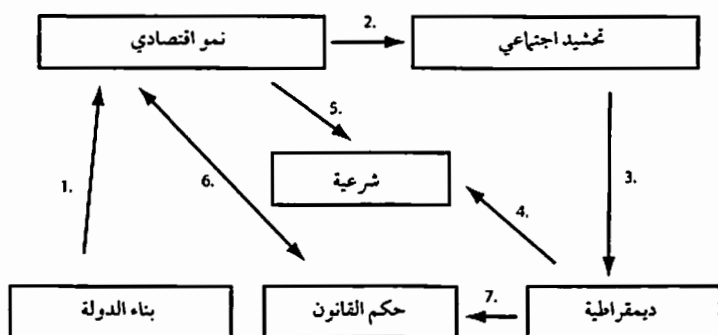 نمو اقتصادي
2.
تحشيد اجتماعي
5.
1.
6.
شرعية
4.
3.
بناء الدولة
حكم القانون
7.
ديمقراطية